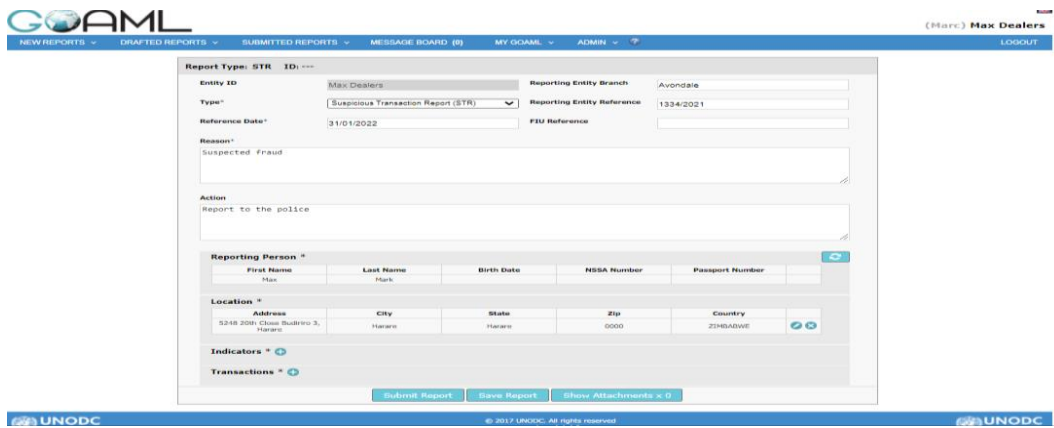 GOAML
(Marc) Max Dealers
NEW REPORTS DRAFTED REPORTS SUBMITTED REPORTS MESSAGE BOARD (0) MY GOAML ADMIN ? LOGOUT
Report Type: STR ID: ---
Entity ID Max Dealers Reporting Entity Branch Avondale
Type* Suspicious Transaction Report (STR) Reporting Entity Reference 1334/2021
Reference Date* 31/01/2022 FIU Reference
Reason*
Suspected fraud
Action
Report to the police
Reporting Person *
First Name Last Name Birth Date NSSA Number Passport Number
Max Mark
Location *
Address City State Zip Country
5248 20th Close Budiriro 3, Harare Harare 0000 ZIMBABWE
Harare
Indicators *
Transactions *
Submit Report Save Report Show Attachments x 0
UNODC © 2017 UNODC. All rights reserved UNODC